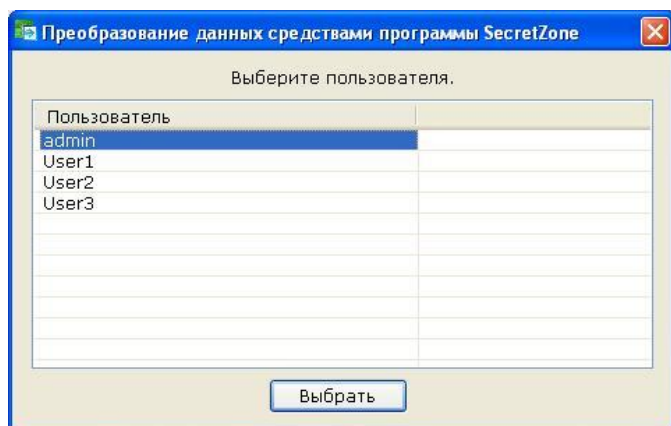 Преобразование данных средствами программы SecretZone
Выберите пользователя.
Пользователь
admin
User1
User2
User3
Выбрать